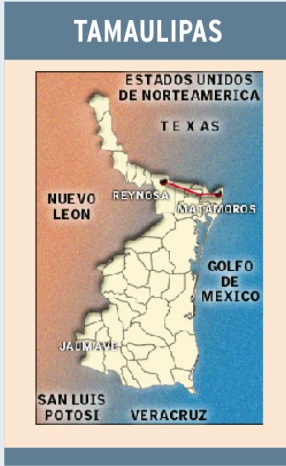 TAMAULIPAS
ESTADOS UNIDOS
DE NORTEAMERICA
TEXAS
NUEVO
LEON
REYNOSA
MATAMOROS
GOLFO
DE
MEXICO
JAUMAVE
SAN LUIS
POTOSI
VERACRUZ